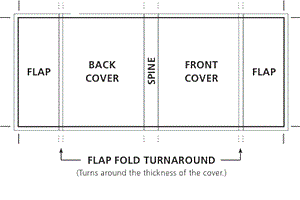 FLAP
BACK
COVER
SPINE
FRONT
COVER
FLAP
FLAP FOLD TURNAROUND
(Turns around the thickness of the cover.)